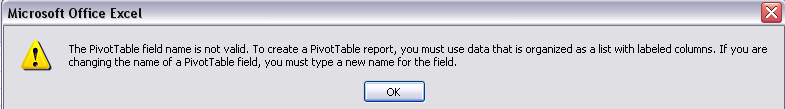 Microsoft Office Excel
The PivotTable field name is not valid. To create a PivotTable report, you must use data that is organized as a list with labeled columns. If you are
changing the name of a PivotTable field, you must type a new name for the field.
OK